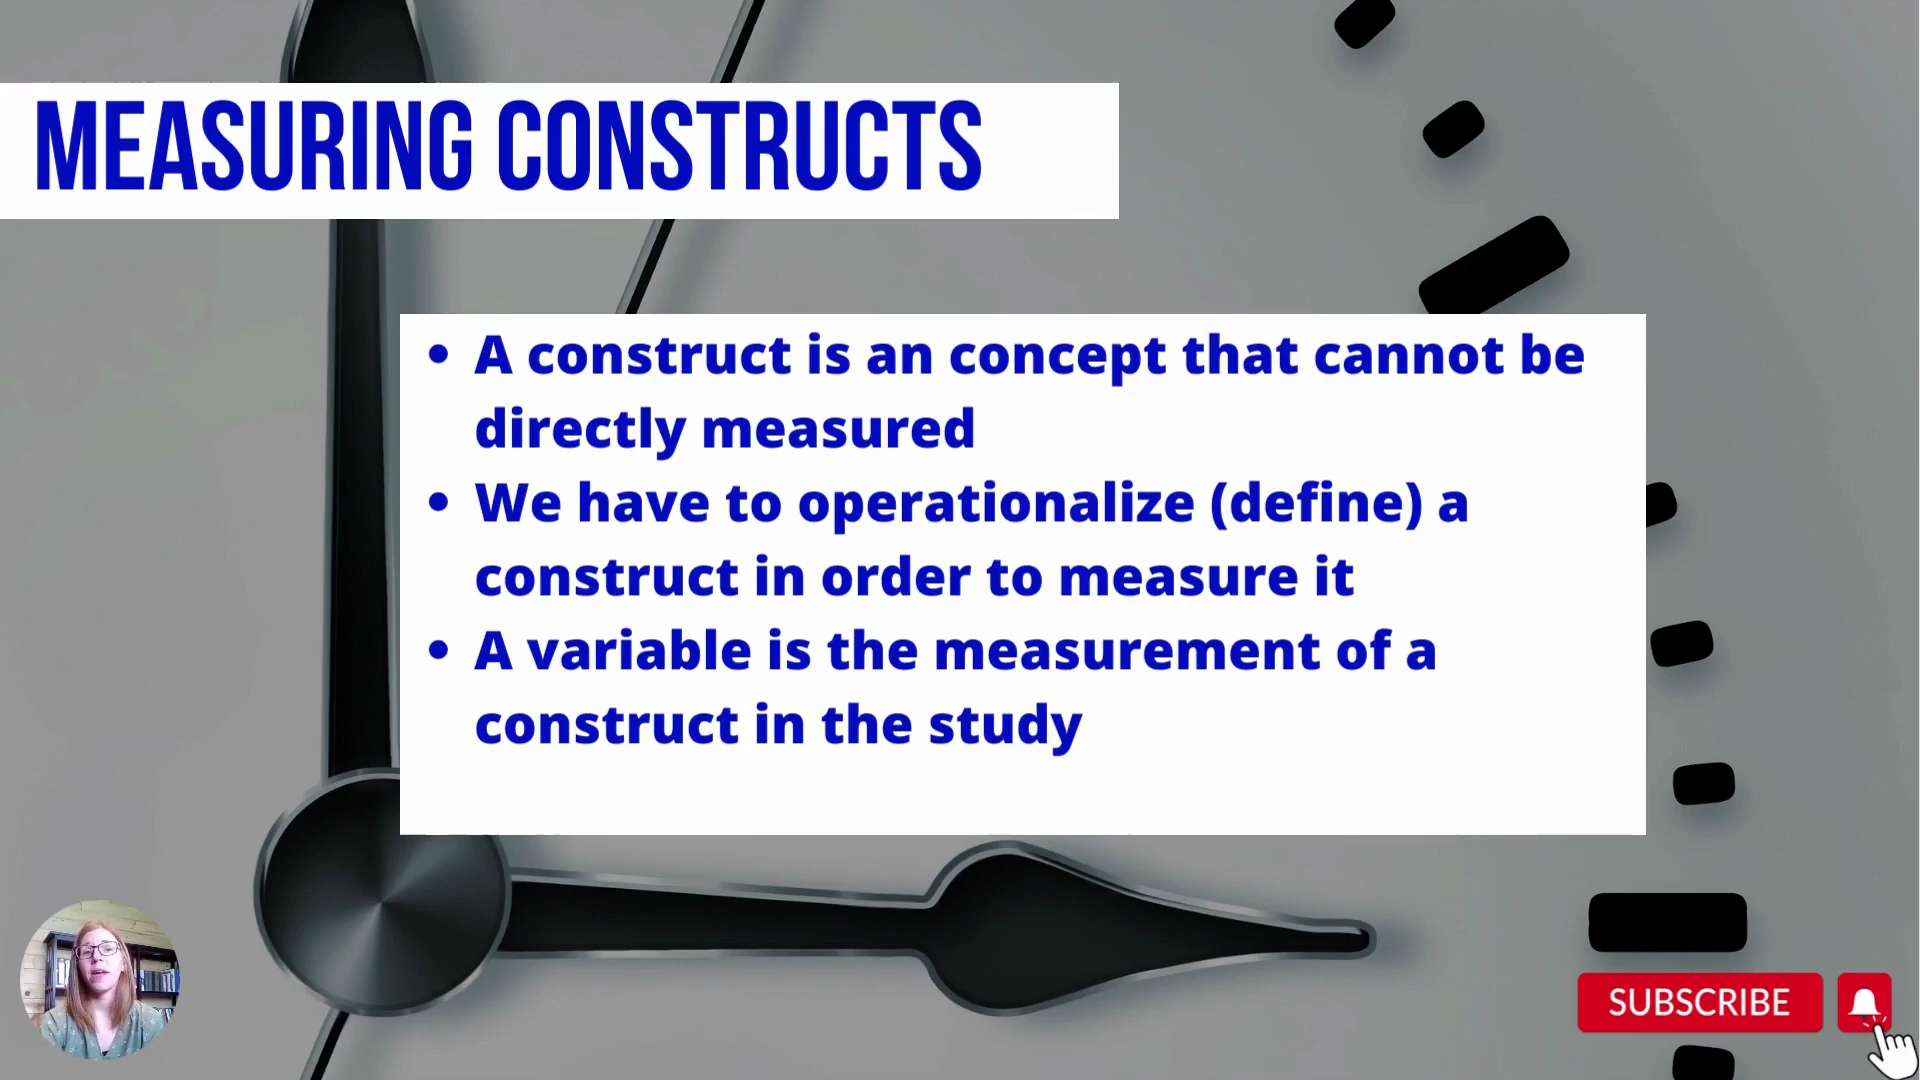 MEASURING CONSTRUCTS
• A construct is an concept that cannot be
directly measured
• We have to operationalize (define) a
construct in order to measure it
• A variable is the measurement of a
construct in the study
SUBSCRIBE